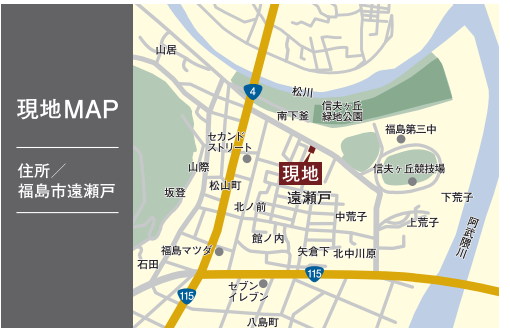 現地MAP
住所／
福島市遠瀬戸
山居
4
松川
南下釜
信夫ヶ丘
緑地公園
セカンド
ストリート
福島第三中
山際
現地
信夫ヶ丘競技場
坂登
松山町
遠瀬戸
下荒子
北ノ前
中荒子
上荒子
阿武隈川
館ノ内
福島マツダ
矢倉下
北中川原
石田
115
セブン
イレブン
115
八島町